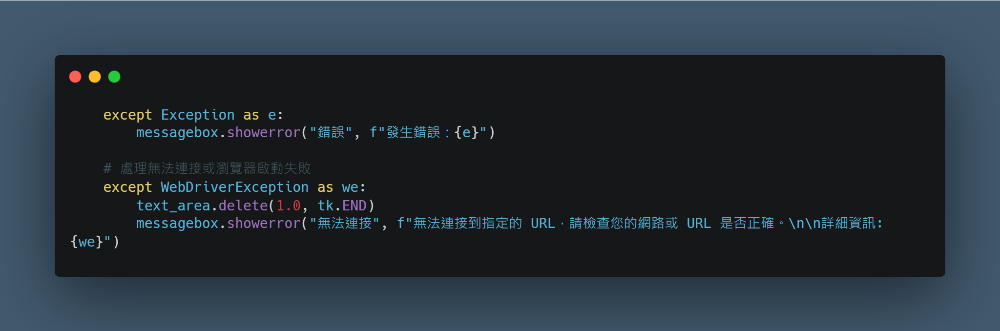 except Exception as e:
messagebox.showerror("錯誤", f"發生錯誤：{e}")
# 處理無法連接或瀏覽器啟動失敗
except WebDriverException as we:
text_area.delete(1.0, tk.END)
messagebox.showerror("無法連接", f"無法連接到指定的 URL，請檢查您的網路或 URL 是否正確。\n\n詳細資訊:
{we}")